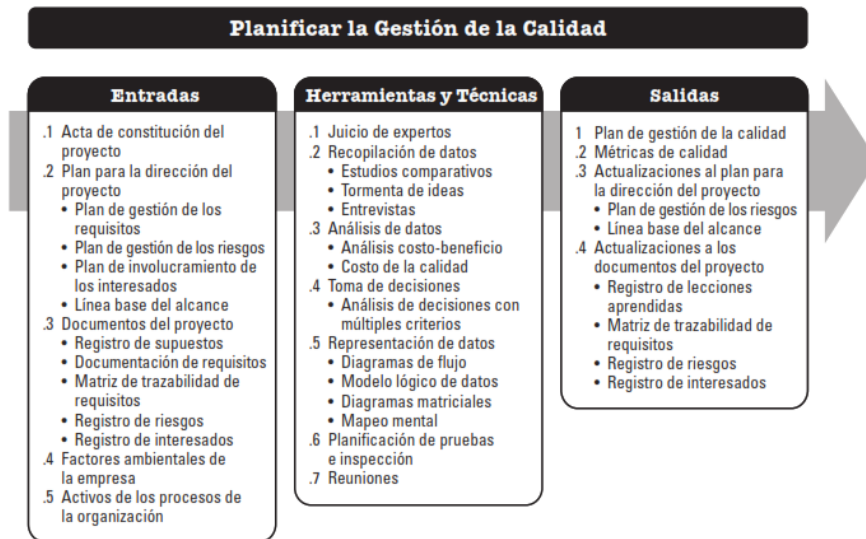 Planificar la Gestión de la Calidad
Entradas
.1 Acta de constitución del
proyecto
.2 Plan para la dirección del
proyecto
• Plan de gestión de los
requisitos
• Plan de gestión de los riesgos
• Plan de involucramiento de
los interesados
• Línea base del alcance
.3 Documentos del proyecto
• Registro de supuestos
• Documentación de requisitos
• Matriz de trazabilidad de
requisitos
• Registro de riesgos
• Registro de interesados
.4 Factores ambientales de
la empresa
.5 Activos de los procesos de
la organización
Herramientas y Técnicas
.1 Juicio de expertos
.2 Recopilación de datos
• Estudios comparativos
• Tormenta de ideas
• Entrevistas
.3 Análisis de datos
• Análisis costo-beneficio
• Costo de la calidad
.4 Toma de decisiones
• Análisis de decisiones con
múltiples criterios
.5 Representación de datos
• Diagramas de flujo
• Modelo lógico de datos
• Diagramas matriciales
• Mapeo mental
.6 Planificación de pruebas
e inspección
.7 Reuniones
Salidas
1 Plan de gestión de la calidad
.2 Métricas de calidad
.3 Actualizaciones al plan para
la dirección del proyecto
• Plan de gestión de los riesgos
• Línea base del alcance
.4 Actualizaciones a los
documentos del proyecto
• Registro de lecciones
aprendidas
• Matriz de trazabilidad de
requisitos
• Registro de riesgos
• Registro de interesados